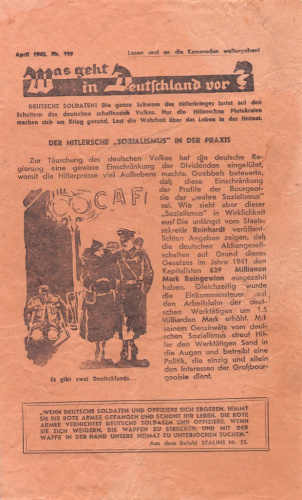 April 1942. Nr. 119
Lesen und an die Kameraden weitergeben!
Was geht
in Deutschland vor?
DEUTSCHE SOLDATEN! Die ganze Schwere des Hitlerkrieges lastet auf den
Schultern des deutschen schaffenden Volkes. Nur die Hitlerschen Plutokraten
machen sich am Krieg gesund. Lest die Wahrheit über das Leben in der Heimat.
DER HITLERSCHE „SOZIALISMUS" IN DER PRAXIS
Zur Täuschung des deutschen Volkes hat die deutsche Re-
gierung eine gewisse Einschränkung der Dividenden eingeführt,
womit die Hitlerpresse viel Aufhebens macht. Goebbels beteuert,
daß diese Einschränkung
der Profite der Bourgeoi-
sie der „wahre Sozialismus"
sei. Wie sieht aber dieser
„Sozialismus" in Wirklichkeit
aus? Die unlängst vom Staats-
sekretär Reinhardt veröffent-
lichten Angaben zeigen, daß
die deutschen Aktiengesell-
schaften auf Grund dieses
Gesetzes im Jahre 1941 den
Kapitalisten 639 Millionen
Mark Reingewinn ausgezahlt
haben. Gleichzeitig wurde
die Einkommensteuer auf
den Arbeitslohn der deut-
schen Werktätigen um 1,5
Milliarden Mark erhöht. Mit
seinem Geschwätz vom deut-
schen Sozialismus streut Hit-
ler den Werktätigen Sand in
die Augen und betreibt eine
Politik, die einzig und allein
den Interessen der Großbour-
geoisie dient.
CAFÉ
Es gibt zwei Deutschlands...
„WENN DEUTSCHE SOLDATEN UND OFFIZIERE SICH ERGEBEN, NIMMT
SIE DIE ROTE ARMEE GEFANGEN UND SCHONT IHR LEBEN. DIE ROTE
ARMEE VERNICHTET DEUTSCHE SOLDATEN UND OFFIZIERE, WENN
SIE SICH WEIGERN, DIE WAFFEN ZU STRECKEN, UND MIT DER
WAFFE IN DER HAND UNSERE HEIMAT ZU UNTERJOCHEN SUCHEN."
Aus dem Befehl STALINS Nr. 55.